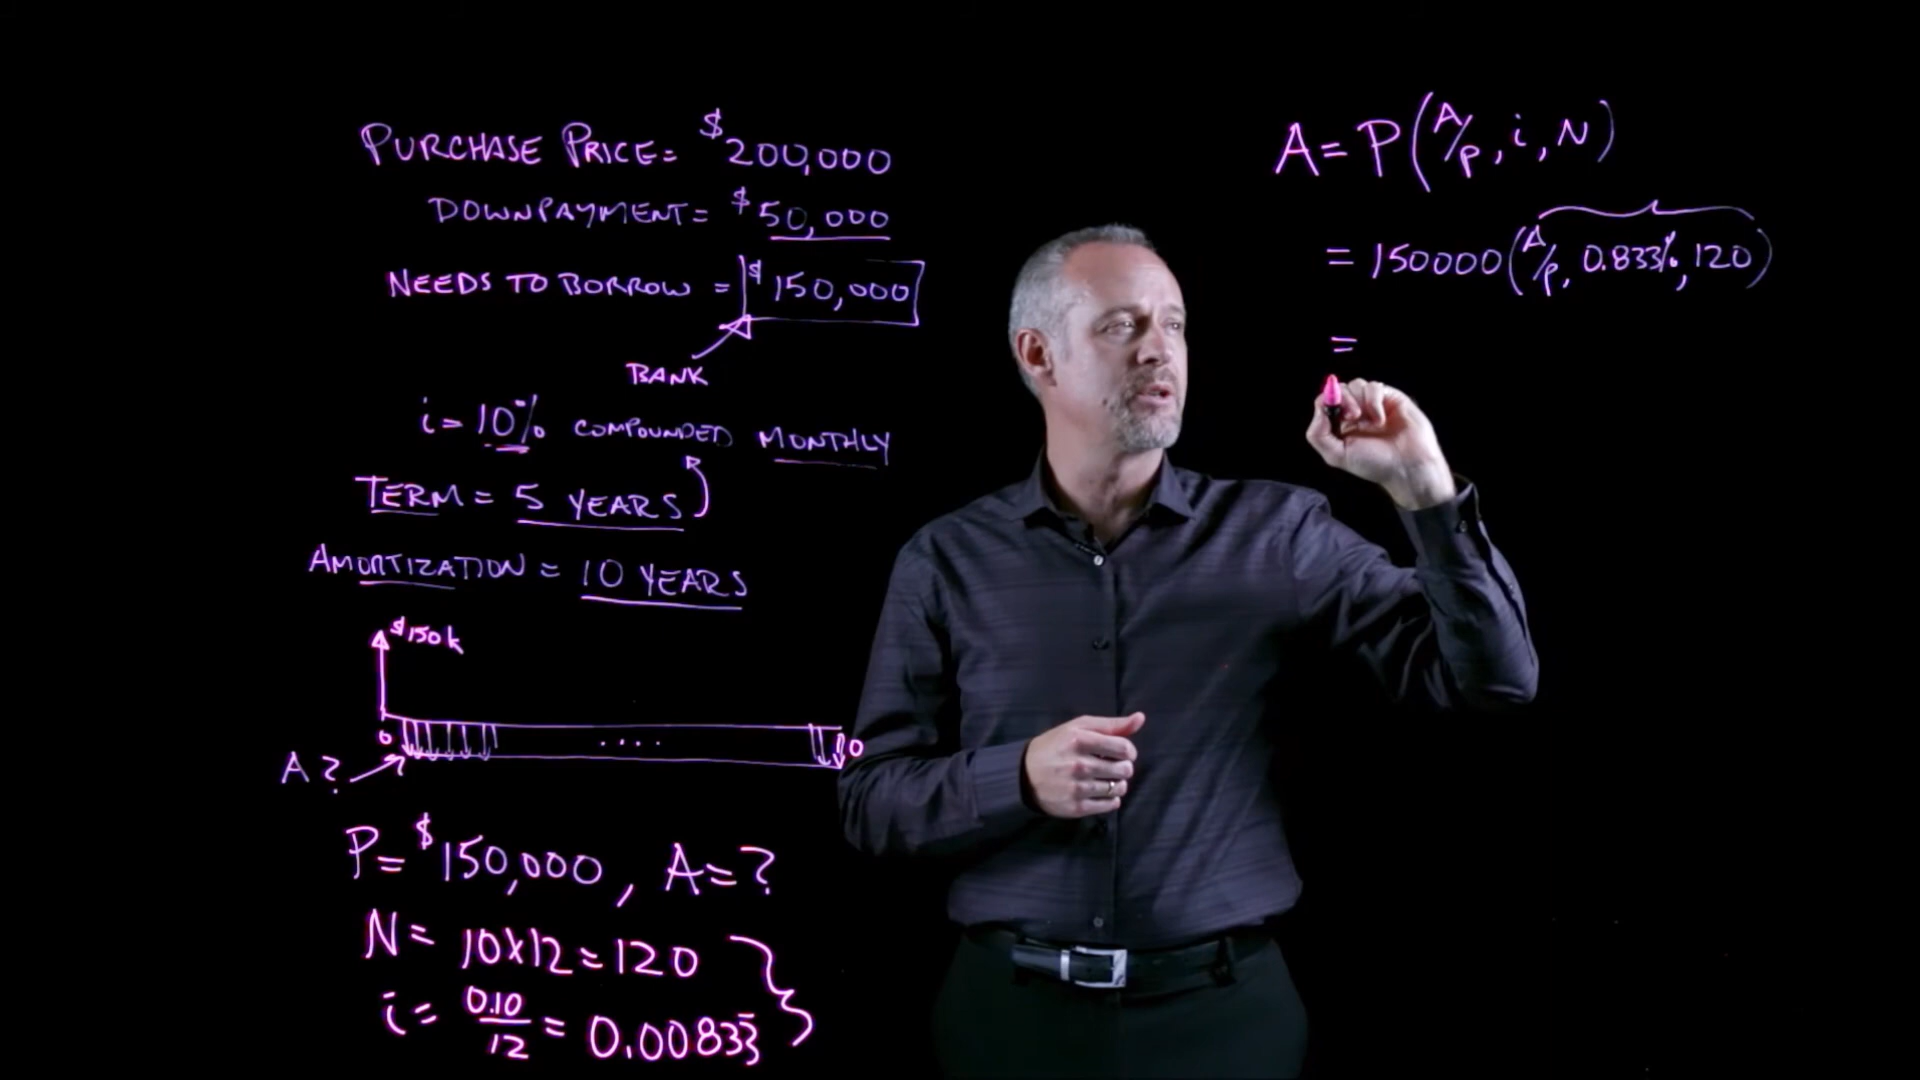 PURCHASE PRICE = $200,000
DOWNPAYMENT = $50,000
NEEDS TO BORROW = $150,000
BANK
i = 10% COMPOUNDED MONTHLY
TERM = 5 YEARS
AMORTIZATION = 10 YEARS
$150k
0 .... 0
A?
P = $150,000, A = ?
N = 10x12 = 120
i = 0.10/12 = 0.00833̄
A = P(A/P, i, N)
= 150000(A/P, 0.833%, 120)
=